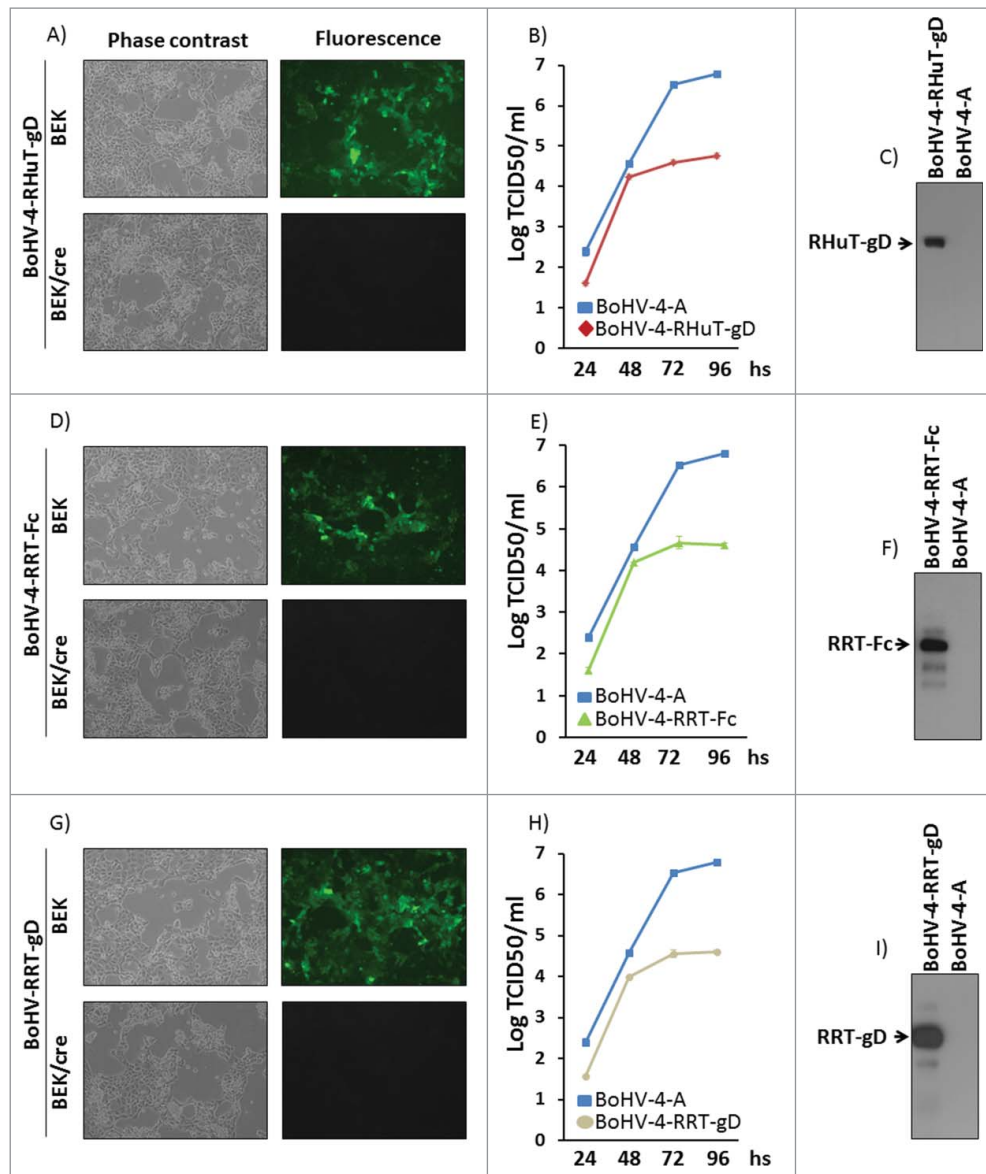 A)
Phase contrast
Fluorescence
BoHV-4-RHuT-gD
BEK
BEK/cre
B)
Log TCID50/ml
7
6
5
4
3
2
1
0
BoHV-4-A
BoHV-4-RHuT-gD
24 48 72 96 hs
C)
BoHV-4-RHuT-gD
BoHV-4-A
RHuT-gD
D)
BoHV-4-RRT-Fc
BEK
BEK/cre
E)
Log TCID50/ml
7
6
5
4
3
2
1
0
BoHV-4-A
BoHV-4-RRT-Fc
24 48 72 96 hs
F)
BoHV-4-RRT-Fc
BoHV-4-A
RRT-Fc
G)
BoHV-RRT-gD
BEK
BEK/cre
H)
Log TCID50/ml
7
6
5
4
3
2
1
0
BoHV-4-A
BoHV-4-RRT-gD
24 48 72 96 hs
I)
BoHV-4-RRT-gD
BoHV-4-A
RRT-gD